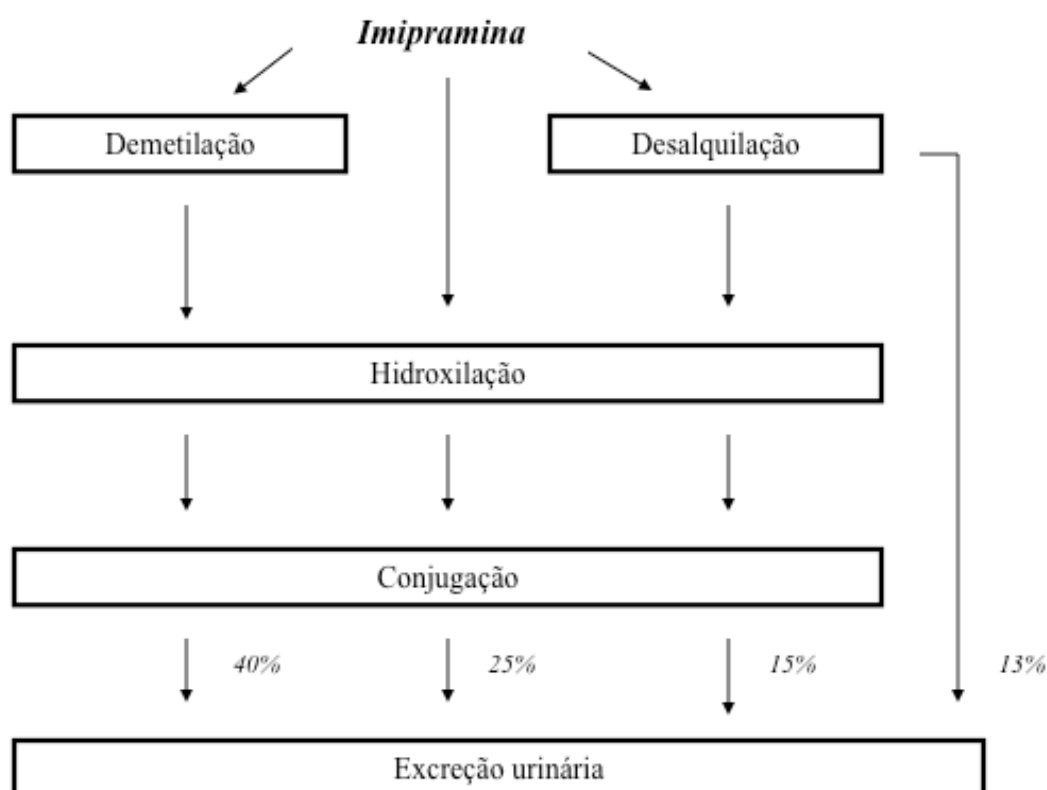 Imipramina
Demetilação
Desalquilação
Hidroxilação
Conjugação
40%
25%
15%
13%
Excreção urinária